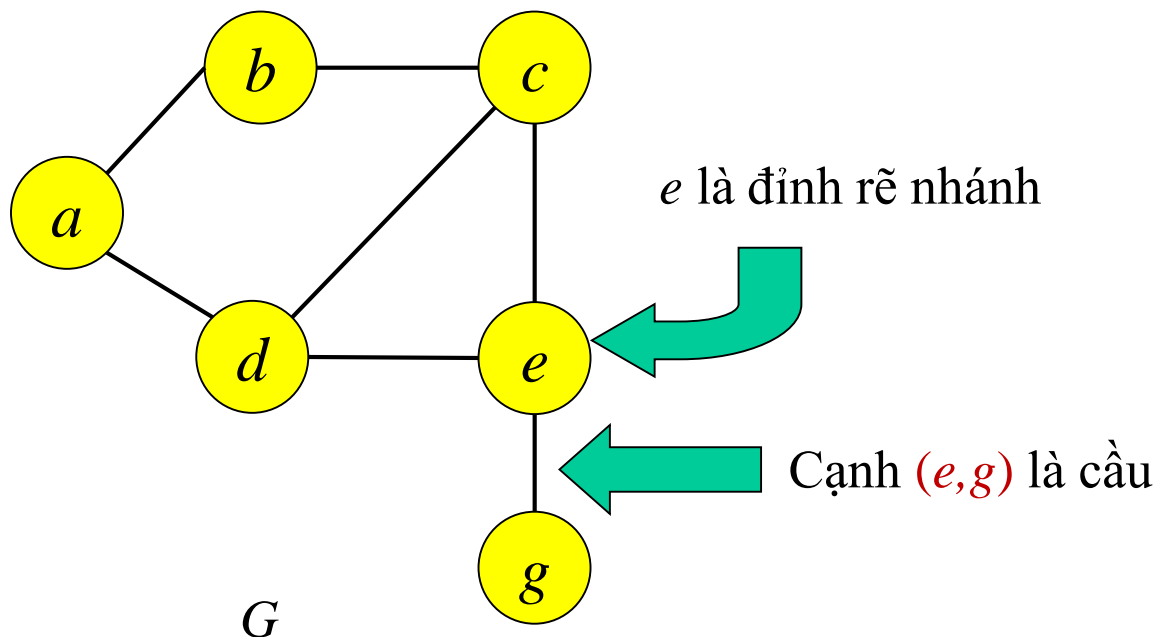 b
c
e là đỉnh rẽ nhánh
a
d
e
Cạnh (e,g) là cầu
g
G